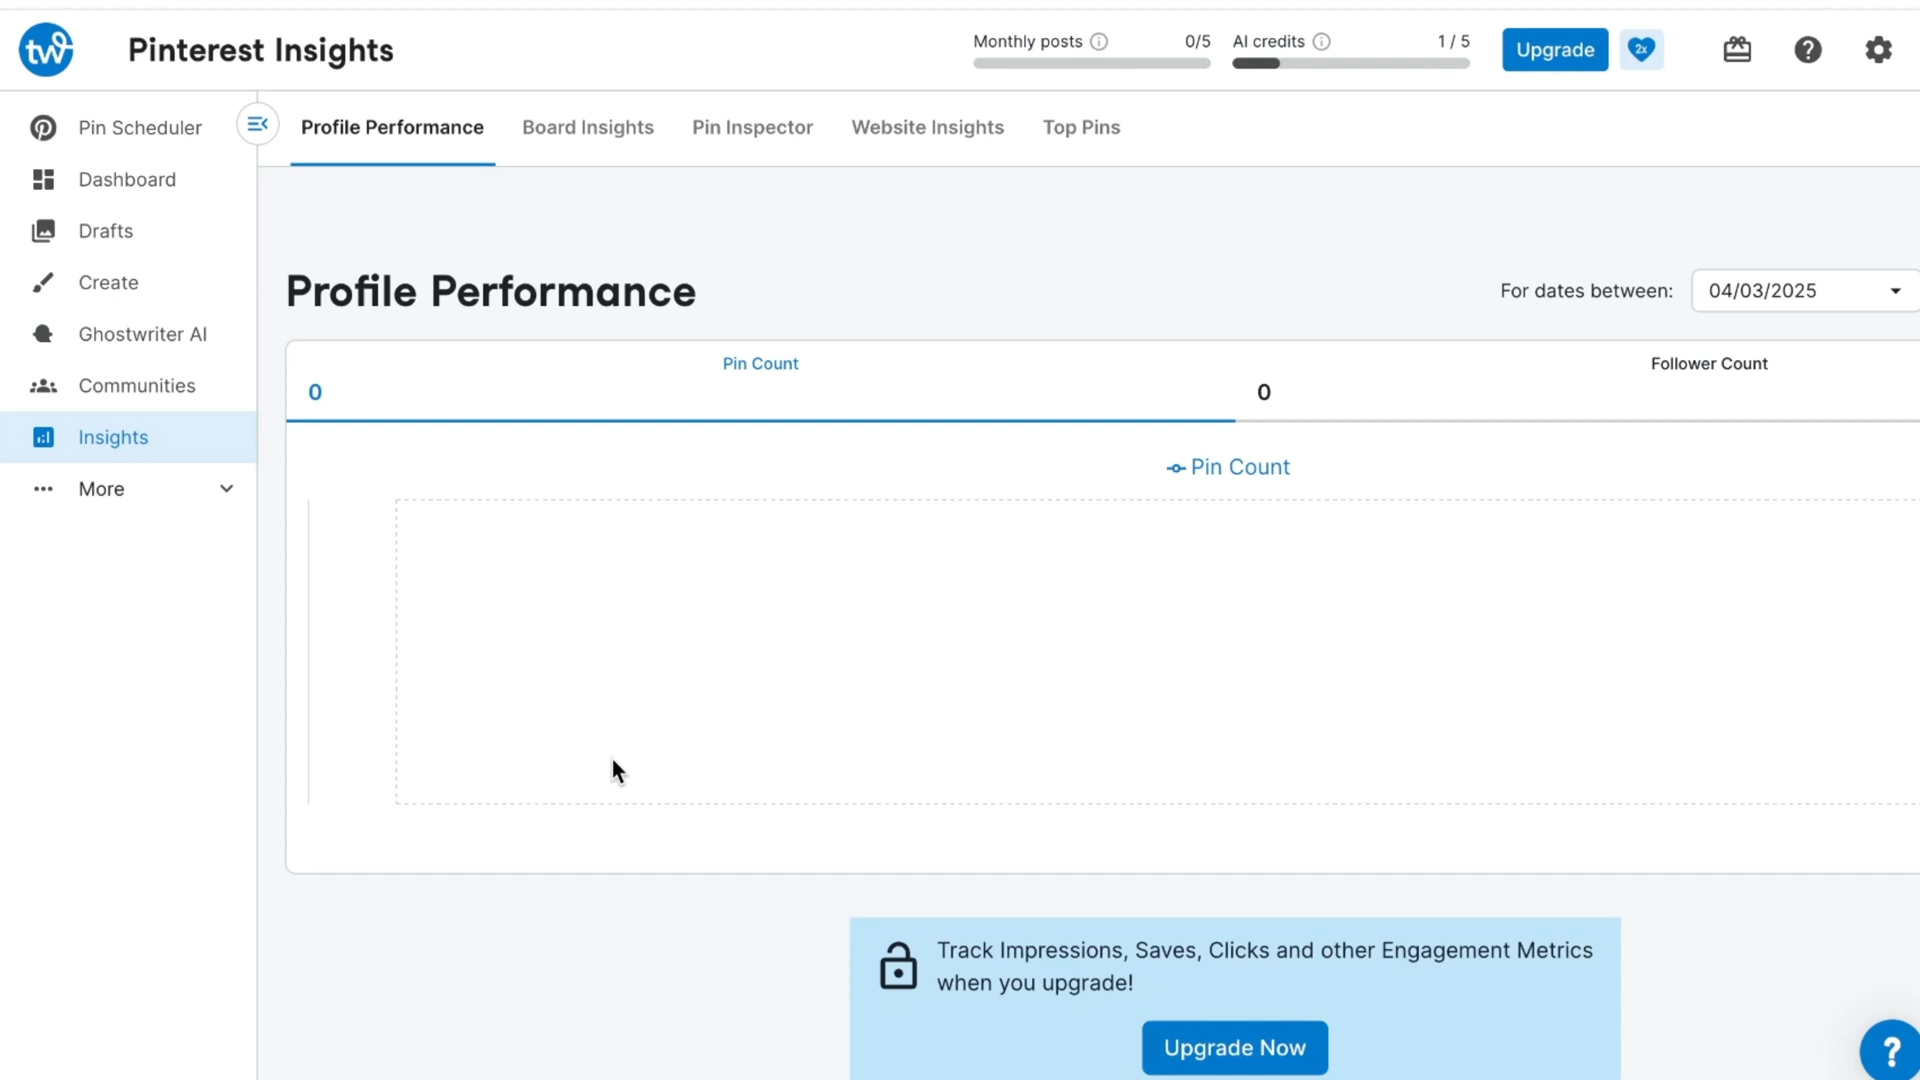 tw
Pinterest Insights
Monthly posts
0/5
AI credits
1 / 5
Upgrade
2x
Pin Scheduler
Dashboard
Drafts
Create
Ghostwriter AI
Communities
Insights
More
Profile Performance
Board Insights
Pin Inspector
Website Insights
Top Pins
Profile Performance
For dates between:
04/03/2025
Pin Count
0
Follower Count
0
Pin Count
Track Impressions, Saves, Clicks and other Engagement Metrics
when you upgrade!
Upgrade Now
?